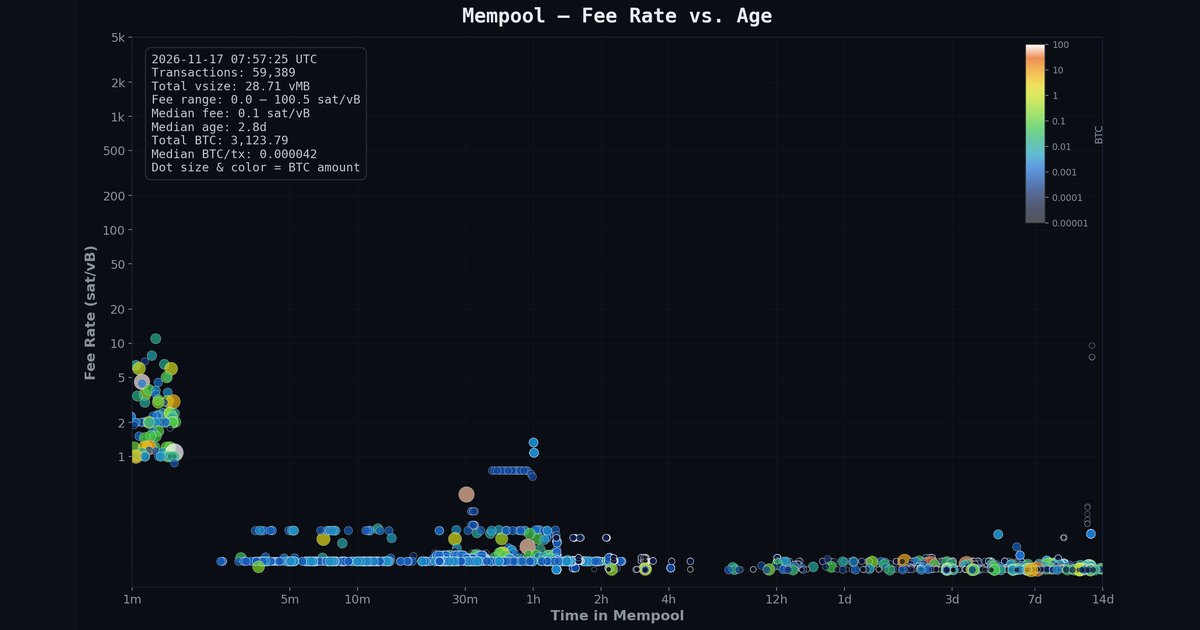 Mempool — Fee Rate vs. Age
2026-11-17 07:57:25 UTC
Transactions: 59,389
Total vsize: 28.71 vMB
Fee range: 0.0 — 100.5 sat/vB
Median fee: 0.1 sat/vB
Median age: 2.8d
Total BTC: 3,123.79
Median BTC/tx: 0.000042
Dot size & color = BTC amount
5k
2k
1k
500
200
100
50
20
10
5
2
1
Fee Rate (sat/vB)
100
10
1
0.1
0.01
0.001
0.0001
0.00001
BTC
1m
5m
10m
30m
1h
2h
4h
12h
1d
3d
7d
14d
Time in Mempool